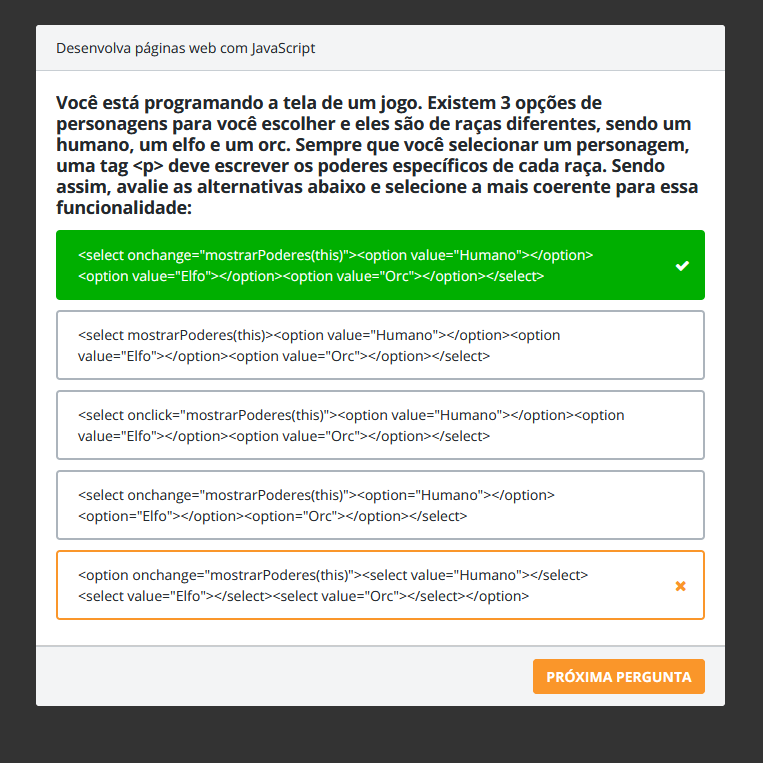 Desenvolva páginas web com JavaScript
Você está programando a tela de um jogo. Existem 3 opções de
personagens para você escolher e eles são de raças diferentes, sendo um
humano, um elfo e um orc. Sempre que você selecionar um personagem,
uma tag <p> deve escrever os poderes específicos de cada raça. Sendo
assim, avalie as alternativas abaixo e selecione a mais coerente para essa
funcionalidade:
<select onchange="mostrarPoderes(this)"><option value="Humano"></option>
<option value="Elfo"></option><option value="Orc"></option></select>
<select mostrarPoderes(this)><option value="Humano"></option><option
value="Elfo"></option><option value="Orc"></option></select>
<select onclick="mostrarPoderes(this)"><option value="Humano"></option><option
value="Elfo"></option><option value="Orc"></option></select>
<select onchange="mostrarPoderes(this)"><option="Humano"></option>
<option="Elfo"></option><option="Orc"></option></select>
<option onchange="mostrarPoderes(this)"><select value="Humano"></select>
<select value="Elfo"></select><select value="Orc"></select></option>
PRÓXIMA PERGUNTA